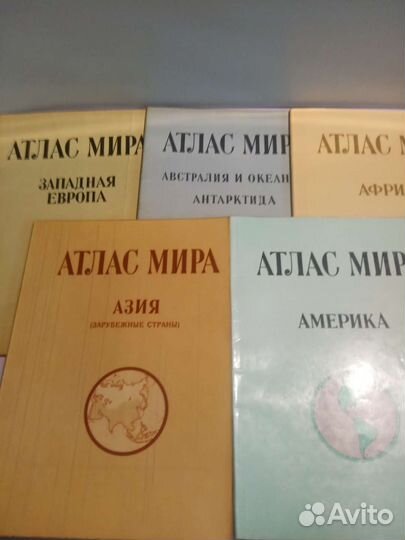 АТЛАС МИРА
ЗАПАДНАЯ
ЕВРОПА
АТЛАС МИР
АВСТРАЛИЯ И ОКЕАН
АНТАРКТИДА
АТЛАС
АФРИ
АТЛАС МИРА
АЗИЯ
(ЗАРУБЕЖНЫЕ СТРАНЫ)
АТЛАС МИР
АМЕРИКА
Avito